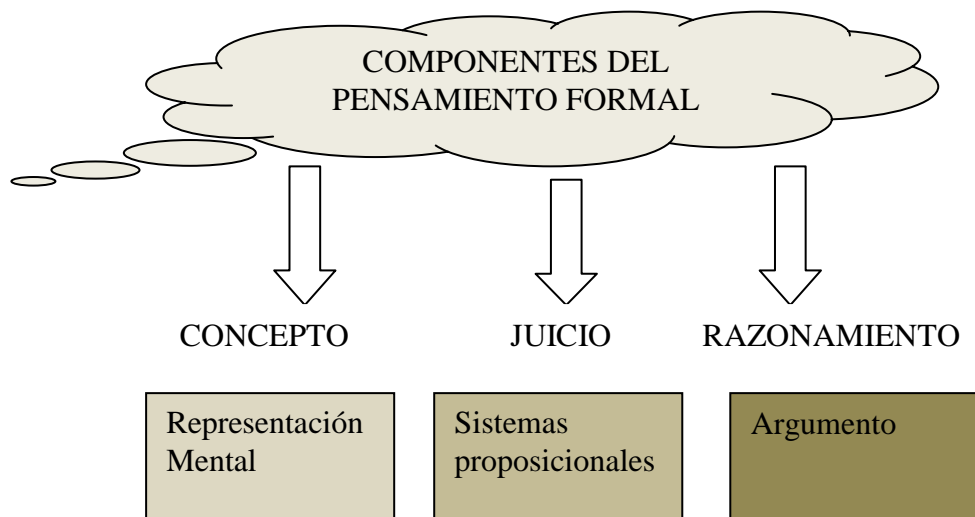 COMPONENTES DEL
PENSAMIENTO FORMAL
CONCEPTO
JUICIO
RAZONAMIENTO
Representación
Mental
Sistemas
proposicionales
Argumento